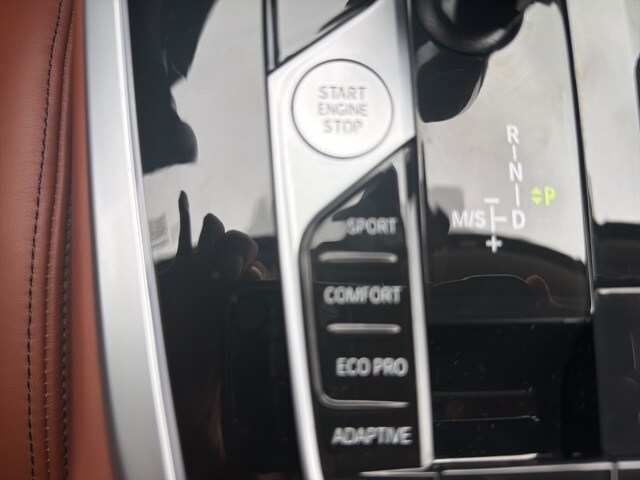 START
ENGINE
STOP
SPORT
COMFORT
ECO PRO
ADAPTIVE
R
N
P
M/S
D
+